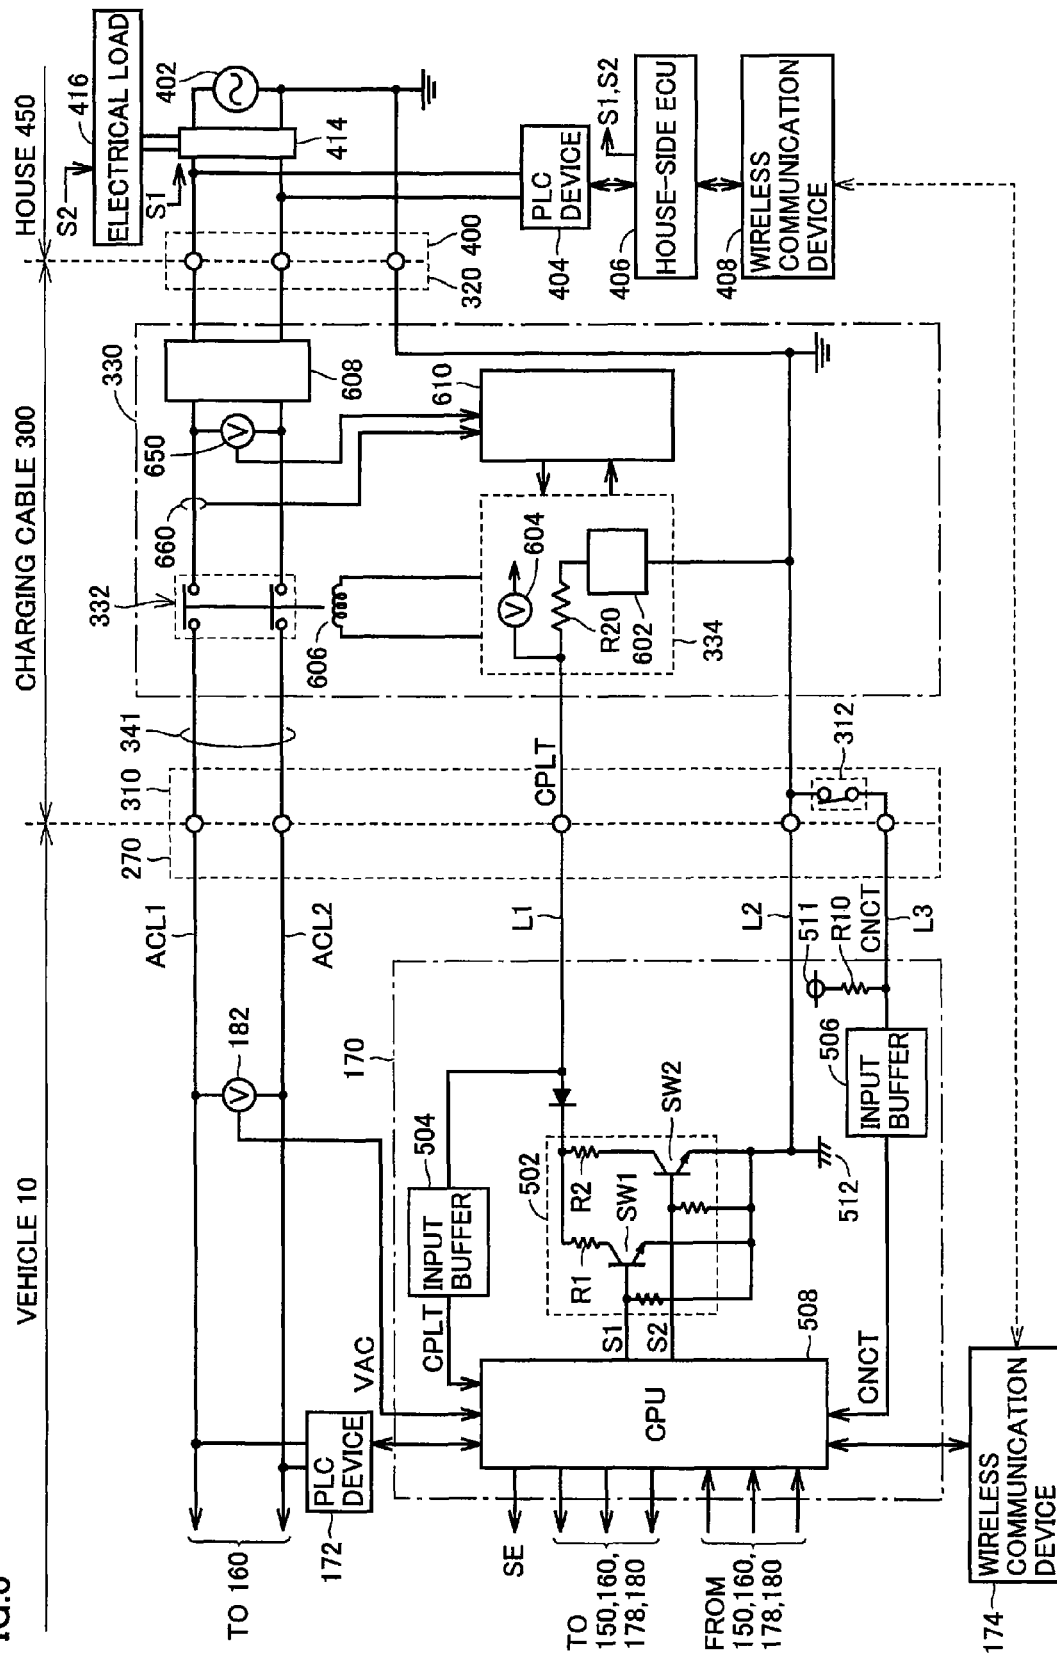 VEHICLE 10
CHARGING CABLE 300
HOUSE 450
S2
416
ELECTRICAL LOAD
402
414
S1
330
608
650
660
332
606
341
310
270
320
400
ACL1
ACL2
182
V
V
TO 160
172
PLC
DEVICE
VAC
170
PLC
DEVICE
404
S1,S2
406
HOUSE-SIDE ECU
408
WIRELESS
COMMUNICATION
DEVICE
610
604
V
R20
602
334
CPLT
312
L1
L2
511
R10
CNCT
L3
506
INPUT
BUFFER
504
INPUT
BUFFER
CPLT
502
R2
SW2
R1
SW1
512
S1
S2
508
CPU
CNCT
SE
TO
150,160,
178,180
FROM
150,160,
178,180
174
WIRELESS
COMMUNICATION
DEVICE